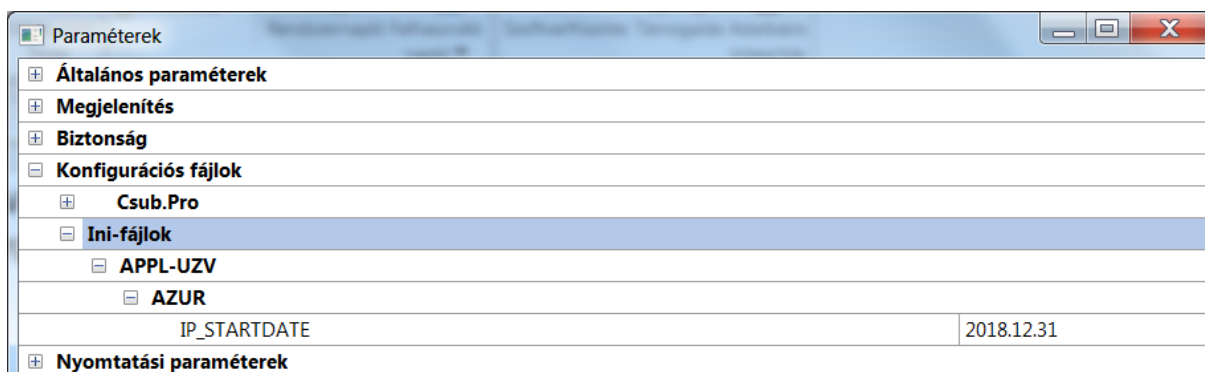 Paraméterek
Általános paraméterek
Megjelenítés
Biztonság
Konfigurációs fájlok
Csub.Pro
Ini-fájlok
APPL-UZV
AZUR
IP_STARTDATE 2018.12.31
Nyomtatási paraméterek